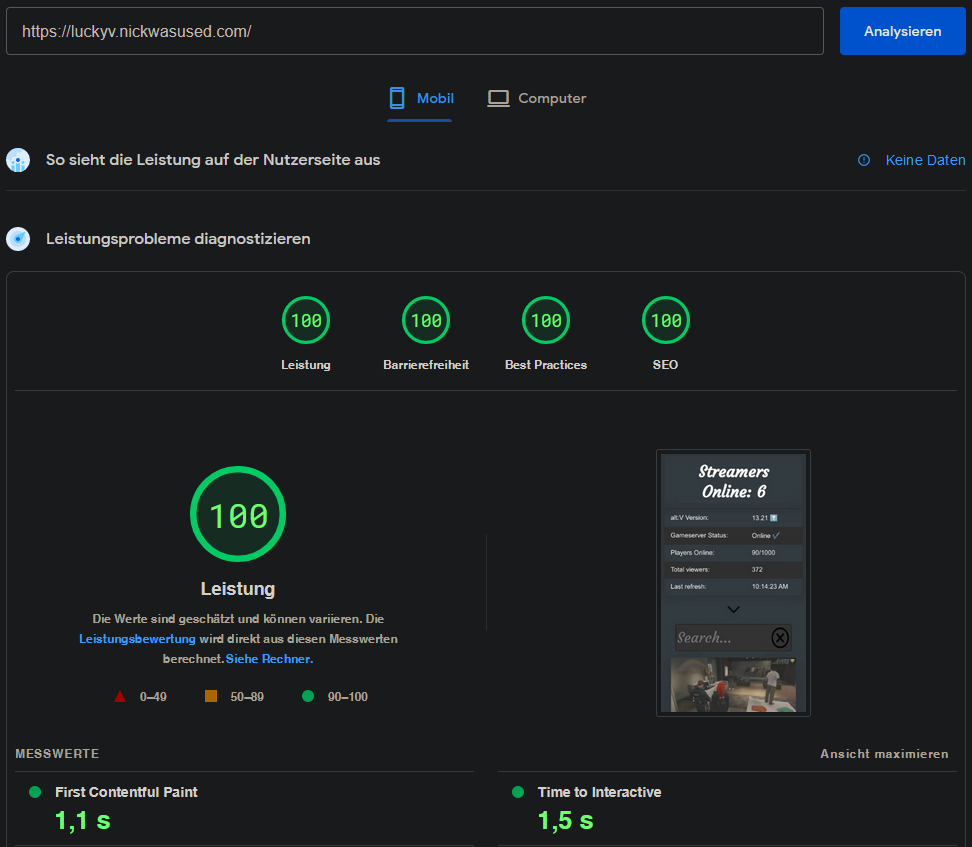 https://luckyv.nickwasused.com/
Analysieren
Mobil
Computer
So sieht die Leistung auf der Nutzerseite aus
Keine Daten
Leistungsprobleme diagnostizieren
100 100 100 100
Leistung Barrierefreiheit Best Practices SEO
100
Leistung
Die Werte sind geschätzt und können variieren. Die
Leistungsbewertung wird direkt aus diesen Messwerten
berechnet. Siehe Rechner.
0–49 50–89 90–100
Streamers
Online: 6
alt:V Version: 13.21
Gameserver Status: Online ✓
Players Online: 90/1000
Total viewers: 372
Last refresh: 10:14:23 AM
Search...
MESSWERTE
Ansicht maximieren
First Contentful Paint
1,1 s
Time to Interactive
1,5 s